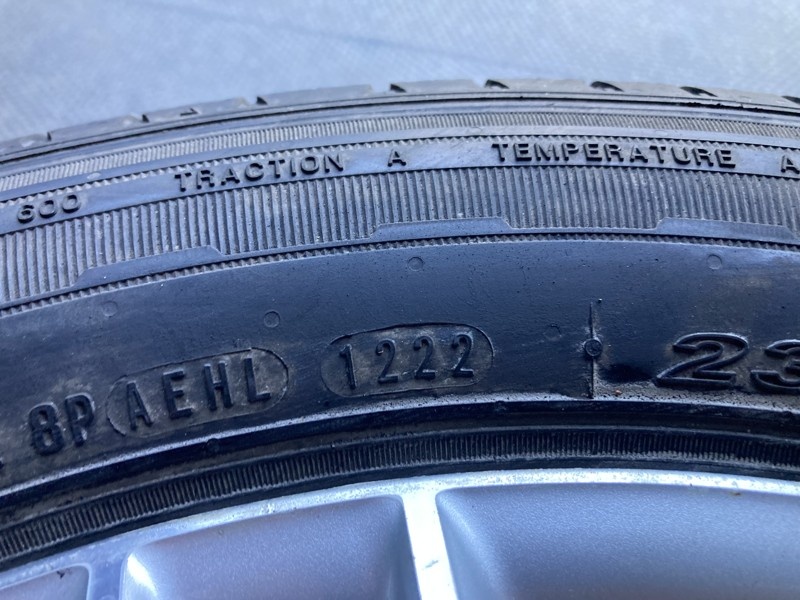 600 TRACTION A TEMPERATURE A
8P AEHL 1222 23